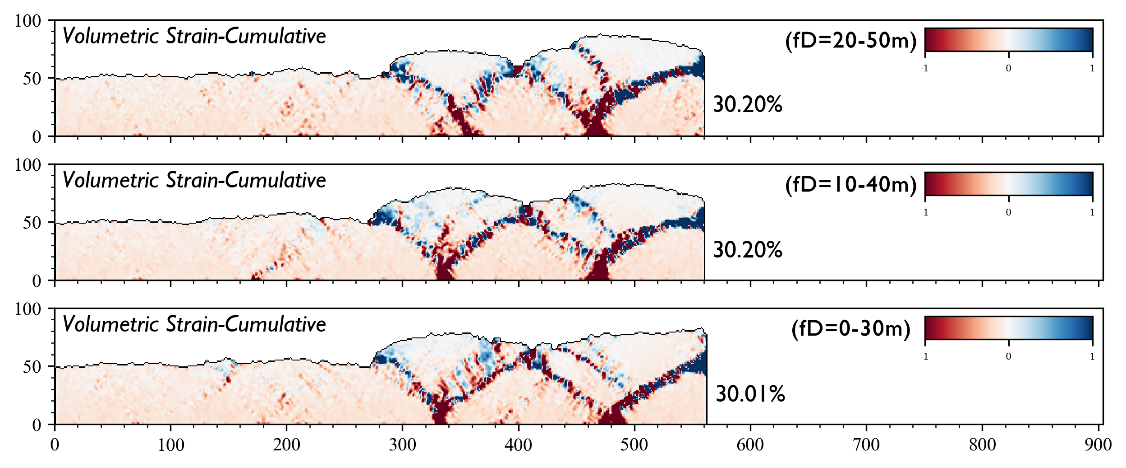 100
Volumetric Strain-Cumulative
(fD=20-50m)
1 0 1
50
30.20%
0
100
Volumetric Strain-Cumulative
(fD=10-40m)
1 0 1
50
30.20%
0
100
Volumetric Strain-Cumulative
(fD=0-30m)
1 0 1
50
30.01%
0
0 100 200 300 400 500 600 700 800 900